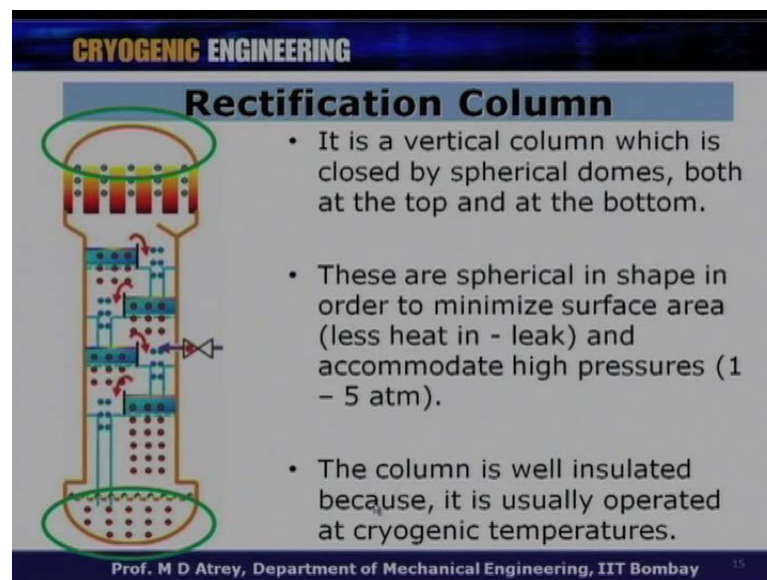 CRYOGENIC ENGINEERING
Rectification Column
• It is a vertical column which is
closed by spherical domes, both
at the top and at the bottom.
• These are spherical in shape in
order to minimize surface area
(less heat in - leak) and
accommodate high pressures (1
– 5 atm).
• The column is well insulated
because, it is usually operated
at cryogenic temperatures.
Prof. M D Atrey, Department of Mechanical Engineering, IIT Bombay 15